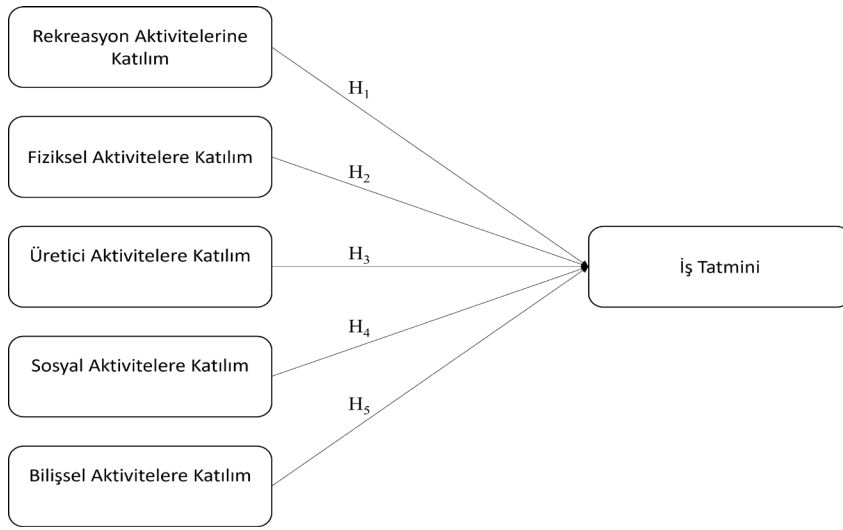 Rekreasyon Aktivitelerine
Katılım
H₁
Fiziksel Aktivitelere Katılım
H₂
Üretici Aktivitelere Katılım
H₃
İş Tatmini
Sosyal Aktivitelere Katılım
H₄
Bilişsel Aktivitelere Katılım
H₅